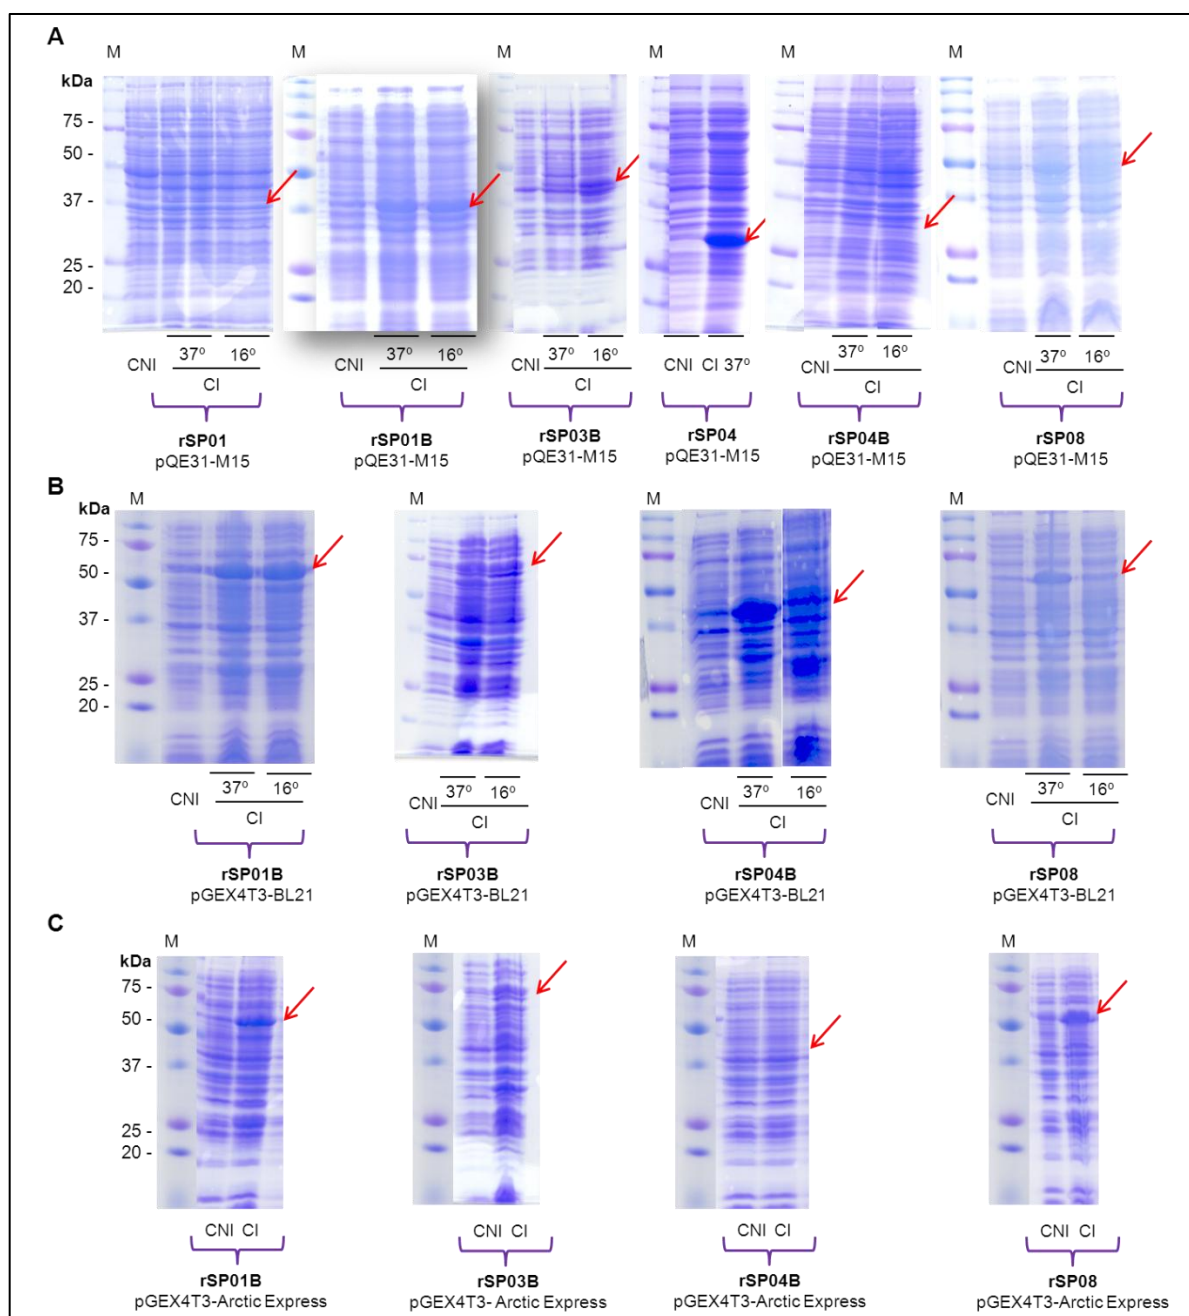 A
M M M M M M
kDa
75 -
50 -
37 -
25 -
20 -
37º 16º 37º 16º 37º 16º 37º 16º 37º 16º
CNI CNI CNI CNI CI 37º CNI CNI
CI CI CI CI CI
rSP01 rSP01B rSP03B rSP04 rSP04B rSP08
pQE31-M15 pQE31-M15 pQE31-M15 pQE31-M15 pQE31-M15 pQE31-M15
B
M M M M
kDa
75 -
50 -
37 -
25 -
20 -
37º 16º 37º 16º 37º 16º 37º 16º
CNI CNI CNI CNI
CI CI CI CI
rSP01B rSP03B rSP04B rSP08
pGEX4T3-BL21 pGEX4T3-BL21 pGEX4T3-BL21 pGEX4T3-BL21
C
M M M M
kDa
75 -
50 -
37 -
25 -
20 -
CNI CI CNI CI CNI CI CNI CI
rSP01B rSP03B rSP04B rSP08
pGEX4T3-Arctic Express pGEX4T3- Arctic Express pGEX4T3-Arctic Express pGEX4T3-Arctic Express